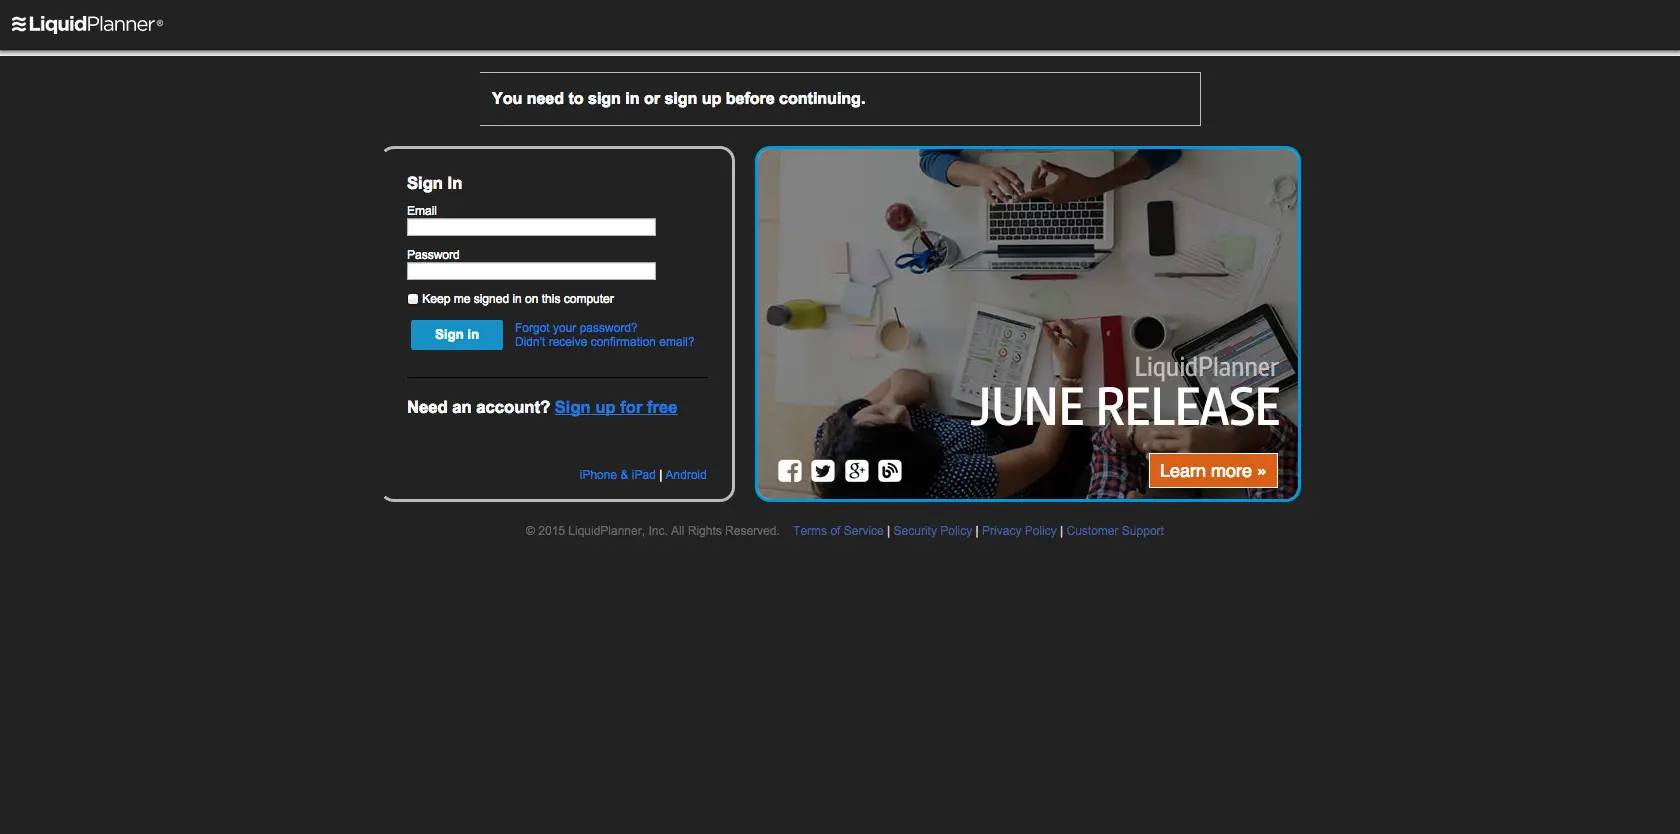 LiquidPlanner®
You need to sign in or sign up before continuing.
Sign In
Email
Password
Keep me signed in on this computer
Sign in
Forgot your password?
Didn't receive confirmation email?
Need an account? Sign up for free
iPhone & iPad | Android
LiquidPlanner
JUNE RELEASE
Learn more »
© 2015 LiquidPlanner, Inc. All Rights Reserved. Terms of Service | Security Policy | Privacy Policy | Customer Support